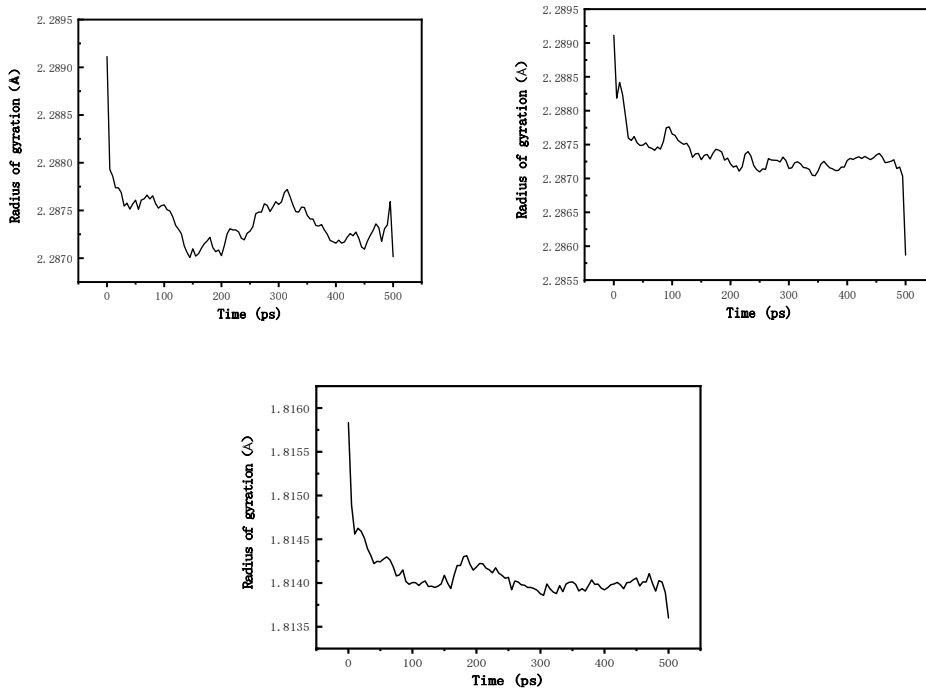 2.2895
2.2890
2.2885
2.2880
2.2875
2.2870
Radius of gyration (Å)
0 100 200 300 400 500
Time (ps)
2.2895
2.2890
2.2885
2.2880
2.2875
2.2870
2.2865
2.2860
2.2855
Radius of gyration (Å)
0 100 200 300 400 500
Time (ps)
1.8160
1.8155
1.8150
1.8145
1.8140
1.8135
Radius of gyration (Å)
0 100 200 300 400 500
Time (ps)